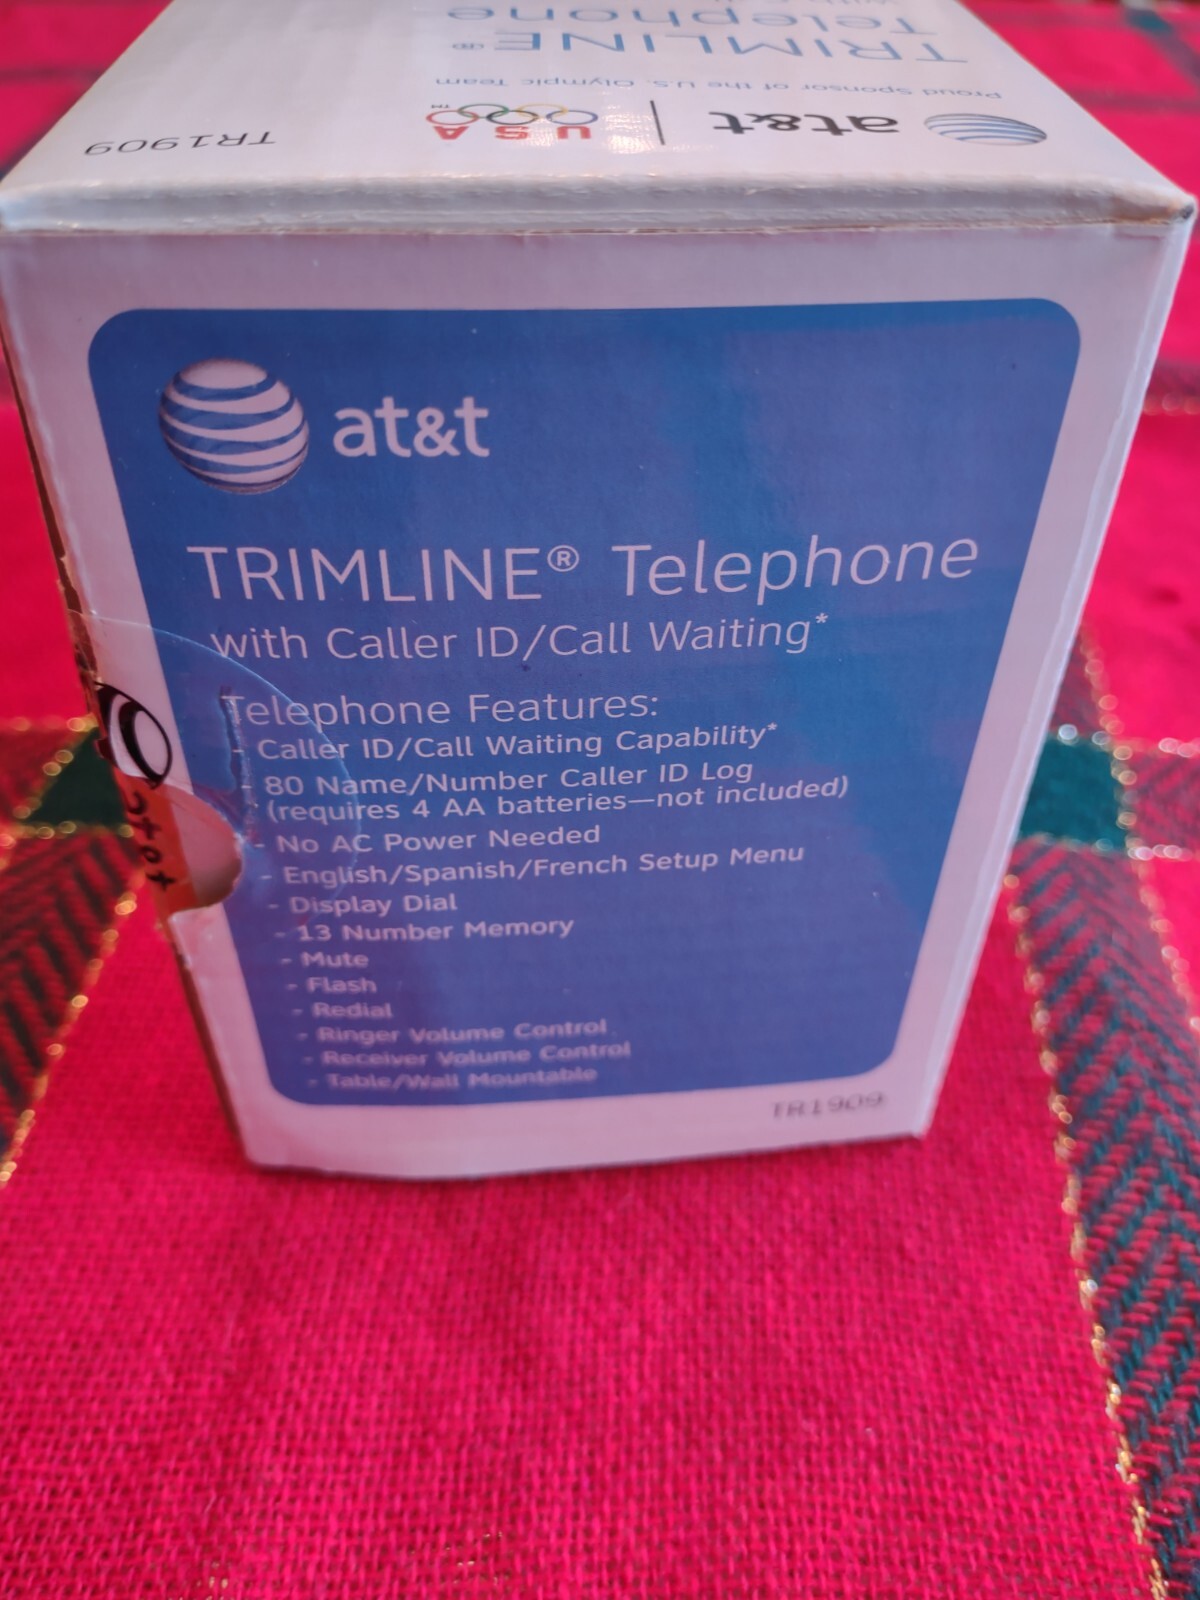 TR1909
USA
at&t
Proud Sponsor of the U.S. Olympic Team
TRIMLINE®
Telephone
at&t
TRIMLINE® Telephone
with Caller ID/Call Waiting*
Telephone Features:
- Caller ID/Call Waiting Capability*
- 80 Name/Number Caller ID Log
(requires 4 AA batteries—not included)
- No AC Power Needed
- English/Spanish/French Setup Menu
- Display Dial
- 13 Number Memory
- Mute
- Flash
- Redial
- Ringer Volume Control
- Receiver Volume Control
- Table/Wall Mountable
TR1909